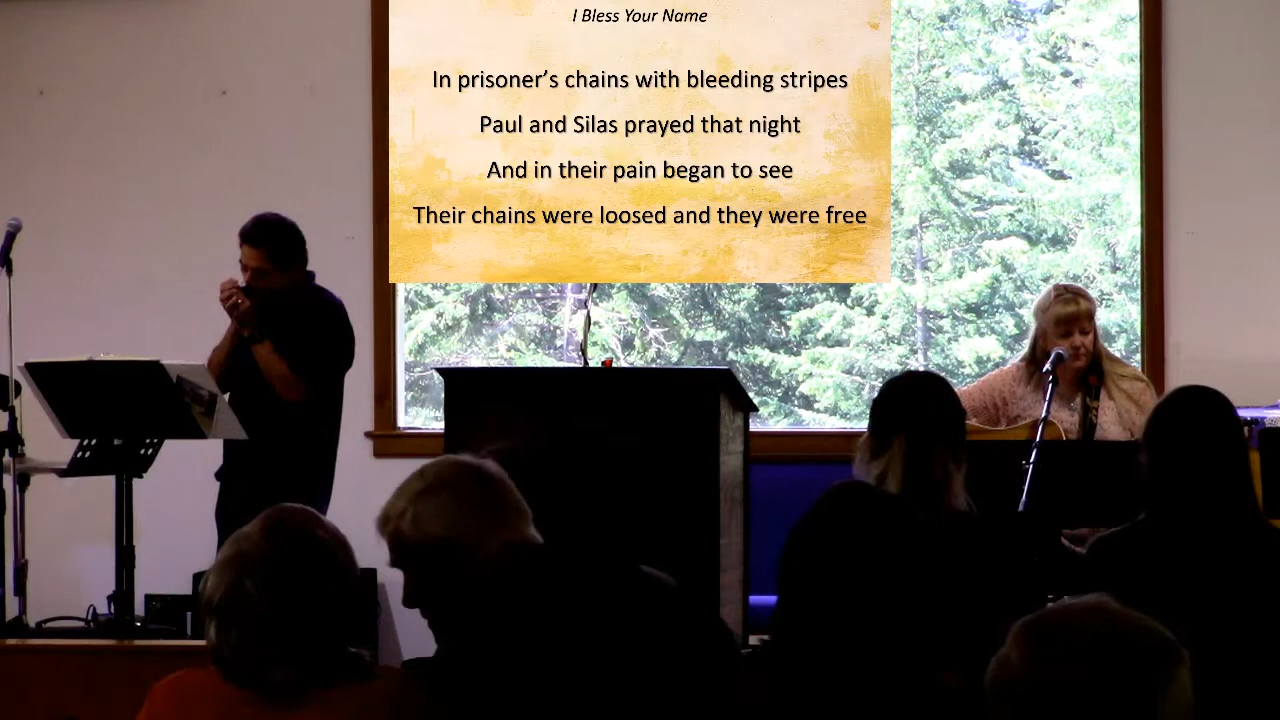 I Bless Your Name
In prisoner’s chains with bleeding stripes
Paul and Silas prayed that night
And in their pain began to see
Their chains were loosed and they were free